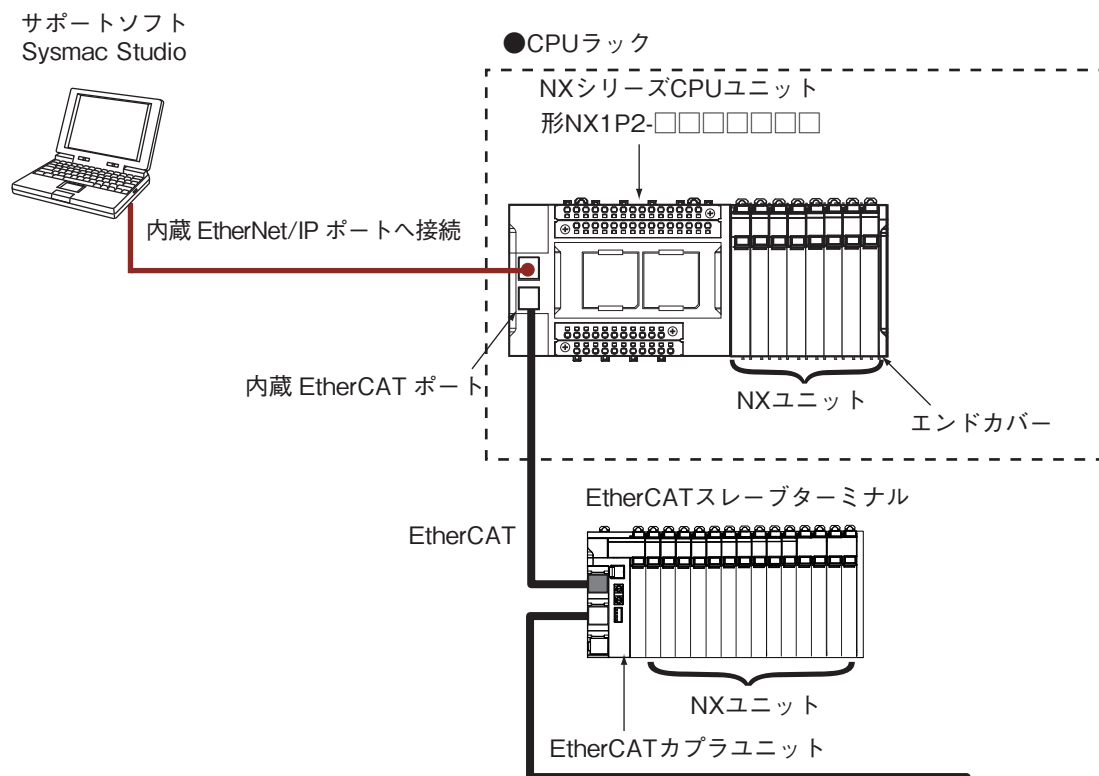 サポートソフト
Sysmac Studio
●CPUラック
NXシリーズCPUユニット
形NX1P2-□□□□□□□
内蔵 EtherNet/IP ポートへ接続
内蔵 EtherCAT ポート
NXユニット
エンドカバー
EtherCATスレーブターミナル
EtherCAT
NXユニット
EtherCATカプラユニット